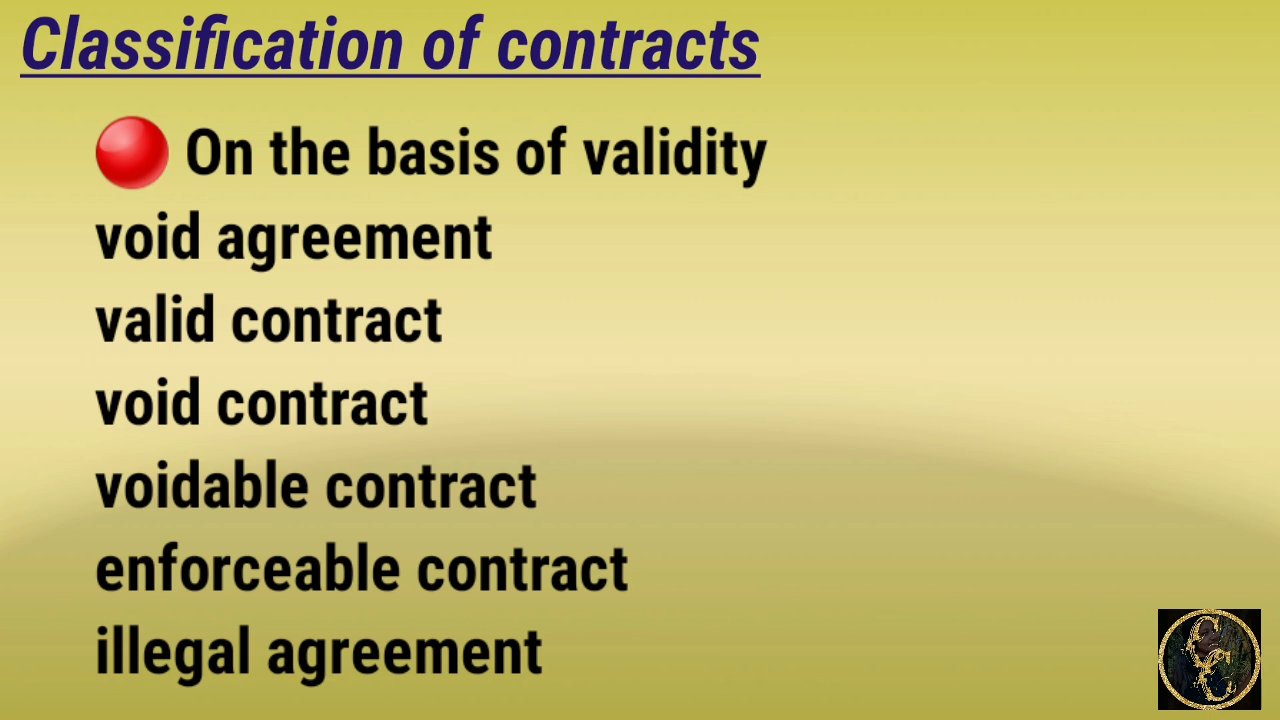 Classification of contracts
On the basis of validity
void agreement
valid contract
void contract
voidable contract
enforceable contract
illegal agreement